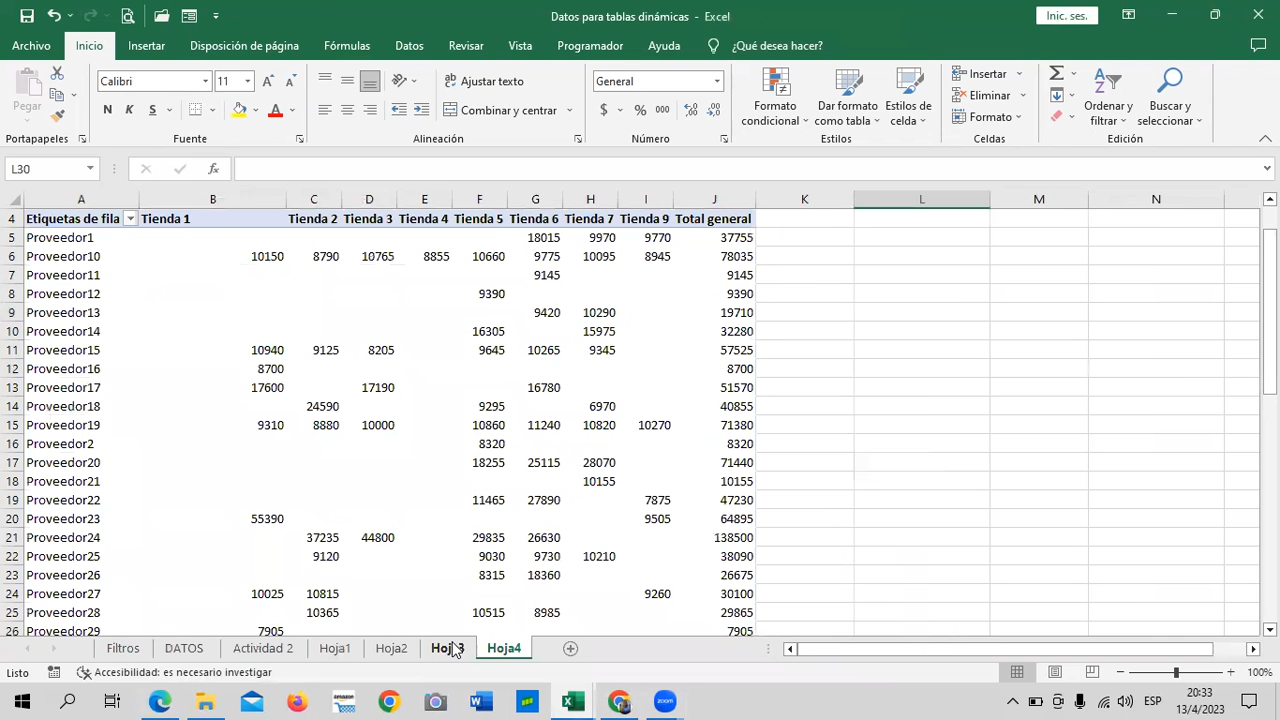 Datos para tablas dinámicas - Excel
Inic. ses.
Archivo Inicio Insertar Disposición de página Fórmulas Datos Revisar Vista Programador Ayuda ¿Qué desea hacer?
Pegar
Calibri 11
N K S
Ajustar texto
Combinar y centrar
General
$ % 000
Formato condicional
Dar formato como tabla
Estilos de celda
Insertar
Eliminar
Formato
Ordenar y filtrar
Buscar y seleccionar
Portapapeles Fuente Alineación Número Estilos Celdas Edición
L30 fx
A B C D E F G H I J K L M N
4 Etiquetas de fila Tienda 1 Tienda 2 Tienda 3 Tienda 4 Tienda 5 Tienda 6 Tienda 7 Tienda 9 Total general
5 Proveedor1 18015 9970 9770 37755
6 Proveedor10 10150 8790 10765 8855 10660 9775 10095 8945 78035
7 Proveedor11 9145 9145
8 Proveedor12 9390 9390
9 Proveedor13 9420 10290 19710
10 Proveedor14 16305 15975 32280
11 Proveedor15 10940 9125 8205 9645 10265 9345 57525
12 Proveedor16 8700 8700
13 Proveedor17 17600 17190 16780 51570
14 Proveedor18 24590 9295 6970 40855
15 Proveedor19 9310 8880 10000 10860 11240 10820 10270 71380
16 Proveedor2 8320 8320
17 Proveedor20 18255 25115 28070 71440
18 Proveedor21 10155 10155
19 Proveedor22 11465 27890 7875 47230
20 Proveedor23 55390 9505 64895
21 Proveedor24 37235 44800 29835 26630 138500
22 Proveedor25 9120 9030 9730 10210 38090
23 Proveedor26 8315 18360 26675
24 Proveedor27 10025 10815 9260 30100
25 Proveedor28 10365 10515 8985 29865
26 Proveedor29 7905 7905
Filtros DATOS Actividad 2 Hoja1 Hoja2 Hoja3 Hoja4
Listo Accesibilidad: es necesario investigar 100%
amazon
zoom
ESP
20:33
13/4/2023